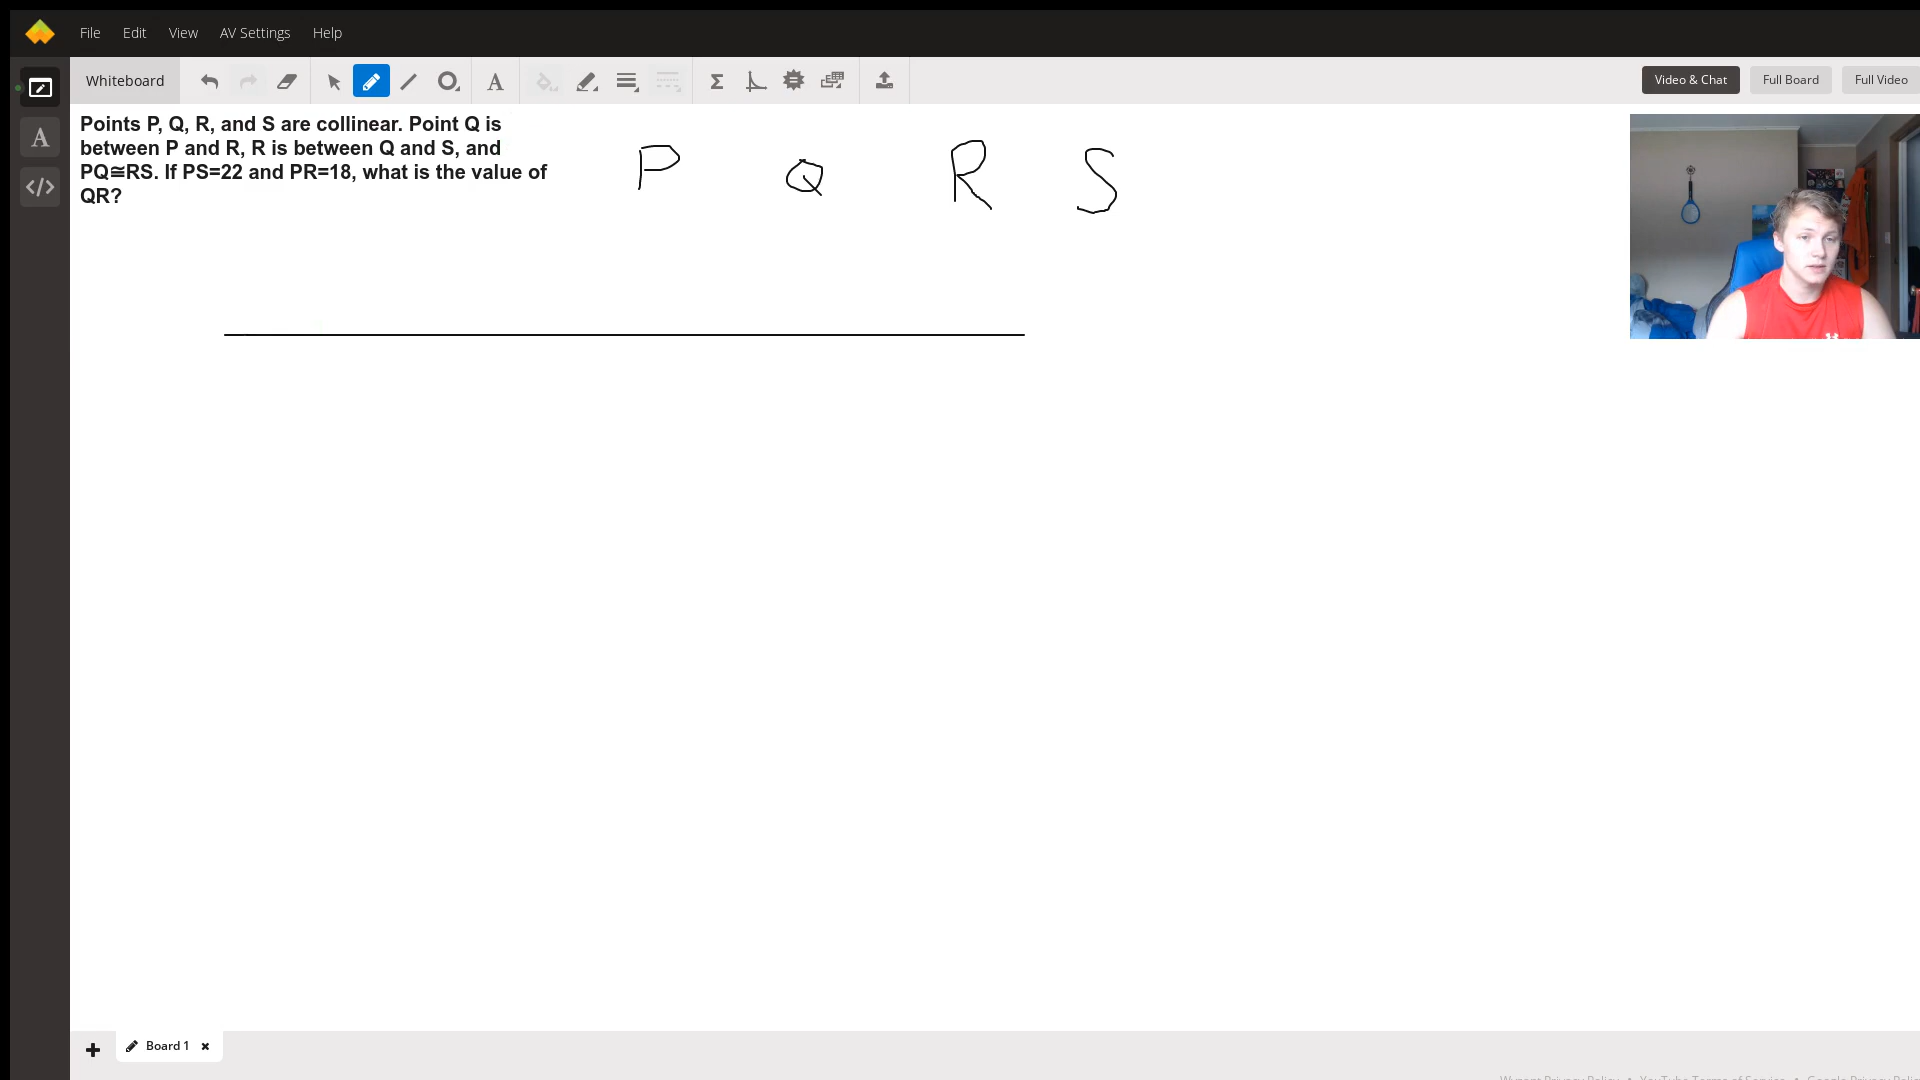 File Edit View AV Settings Help
Whiteboard
Video & Chat Full Board Full Video
Points P, Q, R, and S are collinear. Point Q is
between P and R, R is between Q and S, and
PQ≅RS. If PS=22 and PR=18, what is the value of
QR?
P Q R S
Board 1